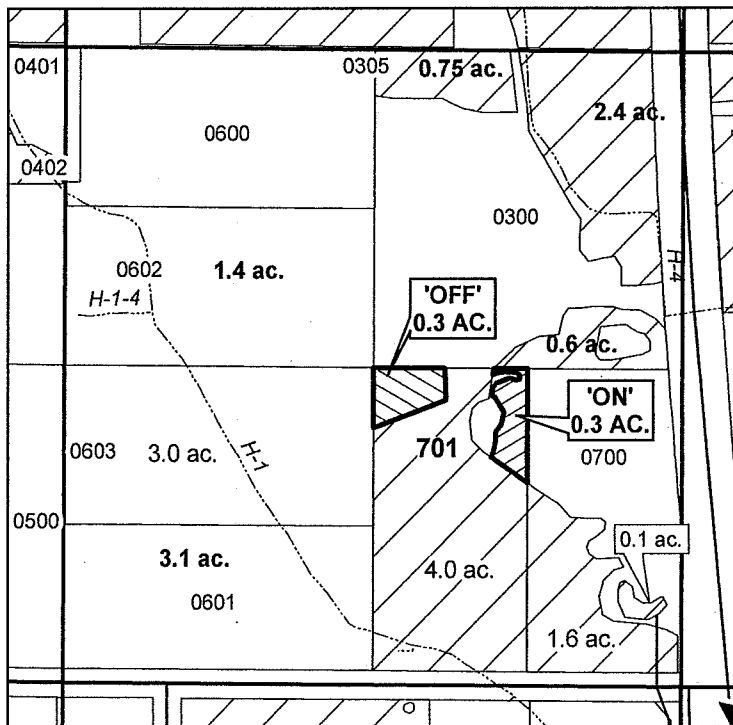 0401
0305
0.75 ac.
2.4 ac.
0600
0402
0300
0602
1.4 ac.
H-4
H-1-4
'OFF'
0.3 AC.
0.6 ac.
'ON'
0.3 AC.
701
0603
3.0 ac.
H-1
0700
0500
0.1 ac.
3.1 ac.
4.0 ac.
0601
1.6 ac.